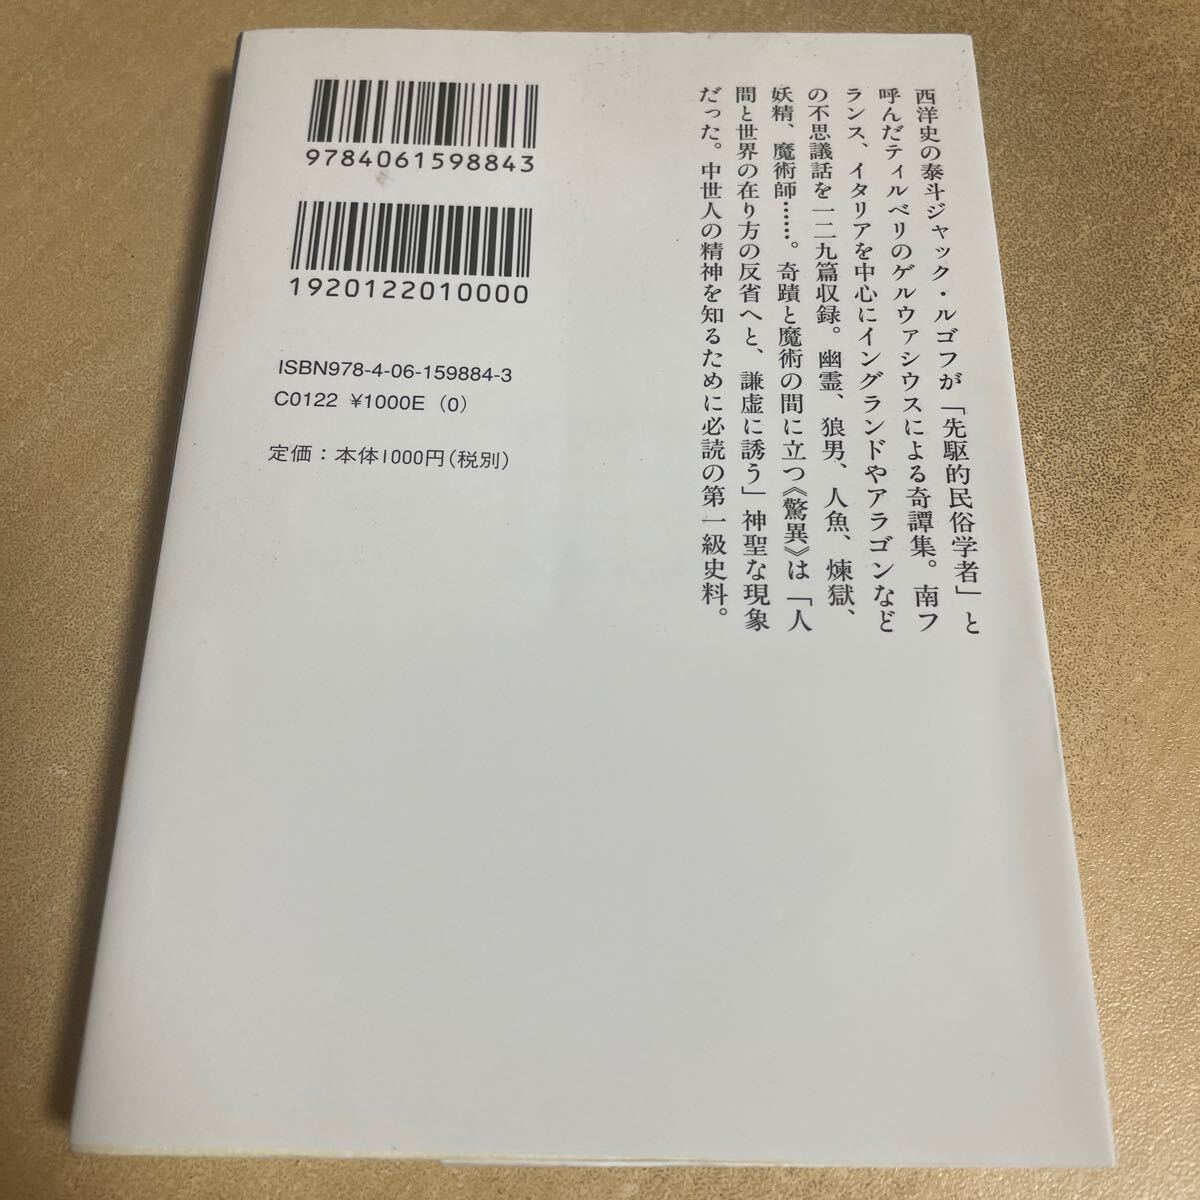 西洋史の泰斗ジャック・ルゴフが「先駆的民俗学者」と
呼んだティルベリのゲルウァシウスによる奇譚集。南フ
ランス、イタリアを中心にイングランドやアラゴンなど
の不思議話を一二九篇収録。幽霊、狼男、人魚、煉獄、
妖精、魔術師……。奇蹟と魔術の間に立つ《驚異》は「人
間と世界の在り方の反省へと、謙虚に誘う」神聖な現象
だった。中世人の精神を知るために必読の第一級史料。
9784061598843
1920122010000
ISBN978-4-06-159884-3
C0122 ¥1000E (0)
定価：本体1000円(税別)